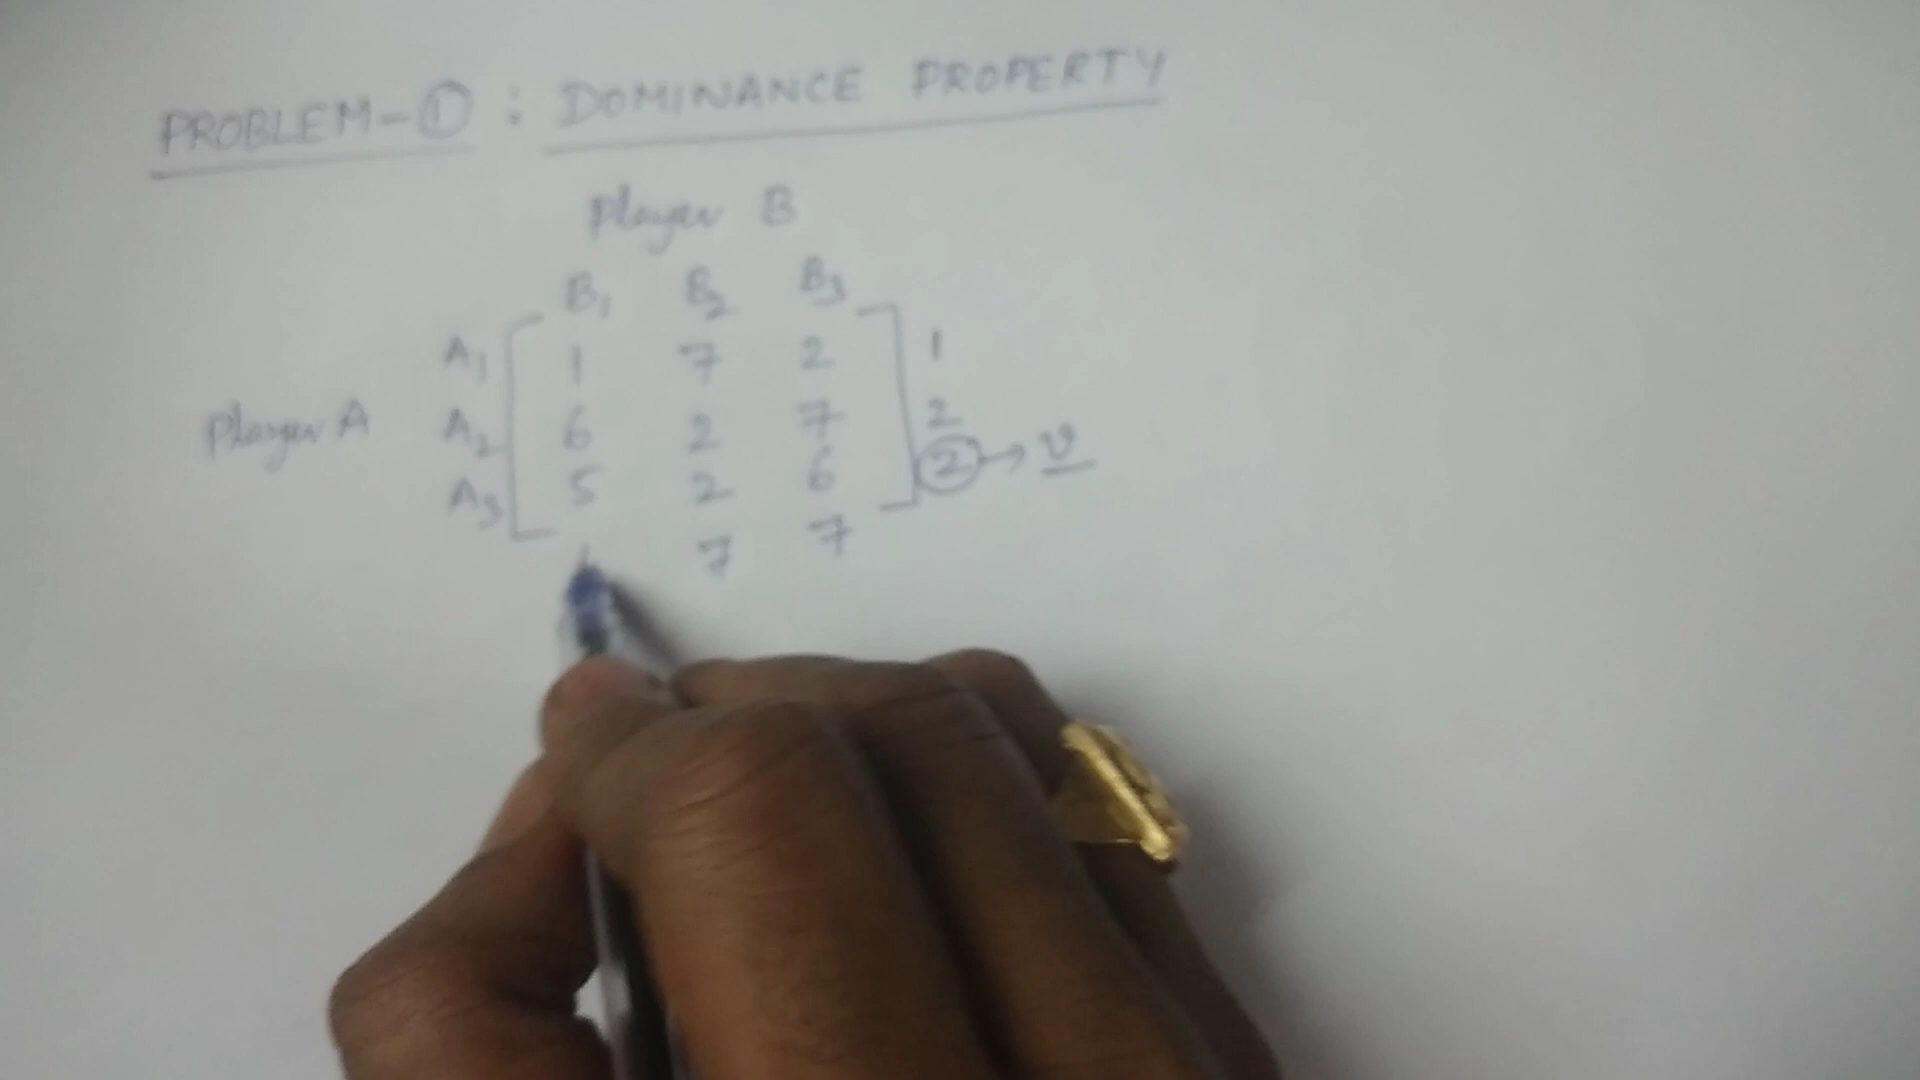 PROBLEM-① : DOMINANCE PROPERTY
Player B
B1 B2 B3
A1 1 7 2 1
Player A A2 6 2 7 2
A3 5 2 6 2 → v
7 7